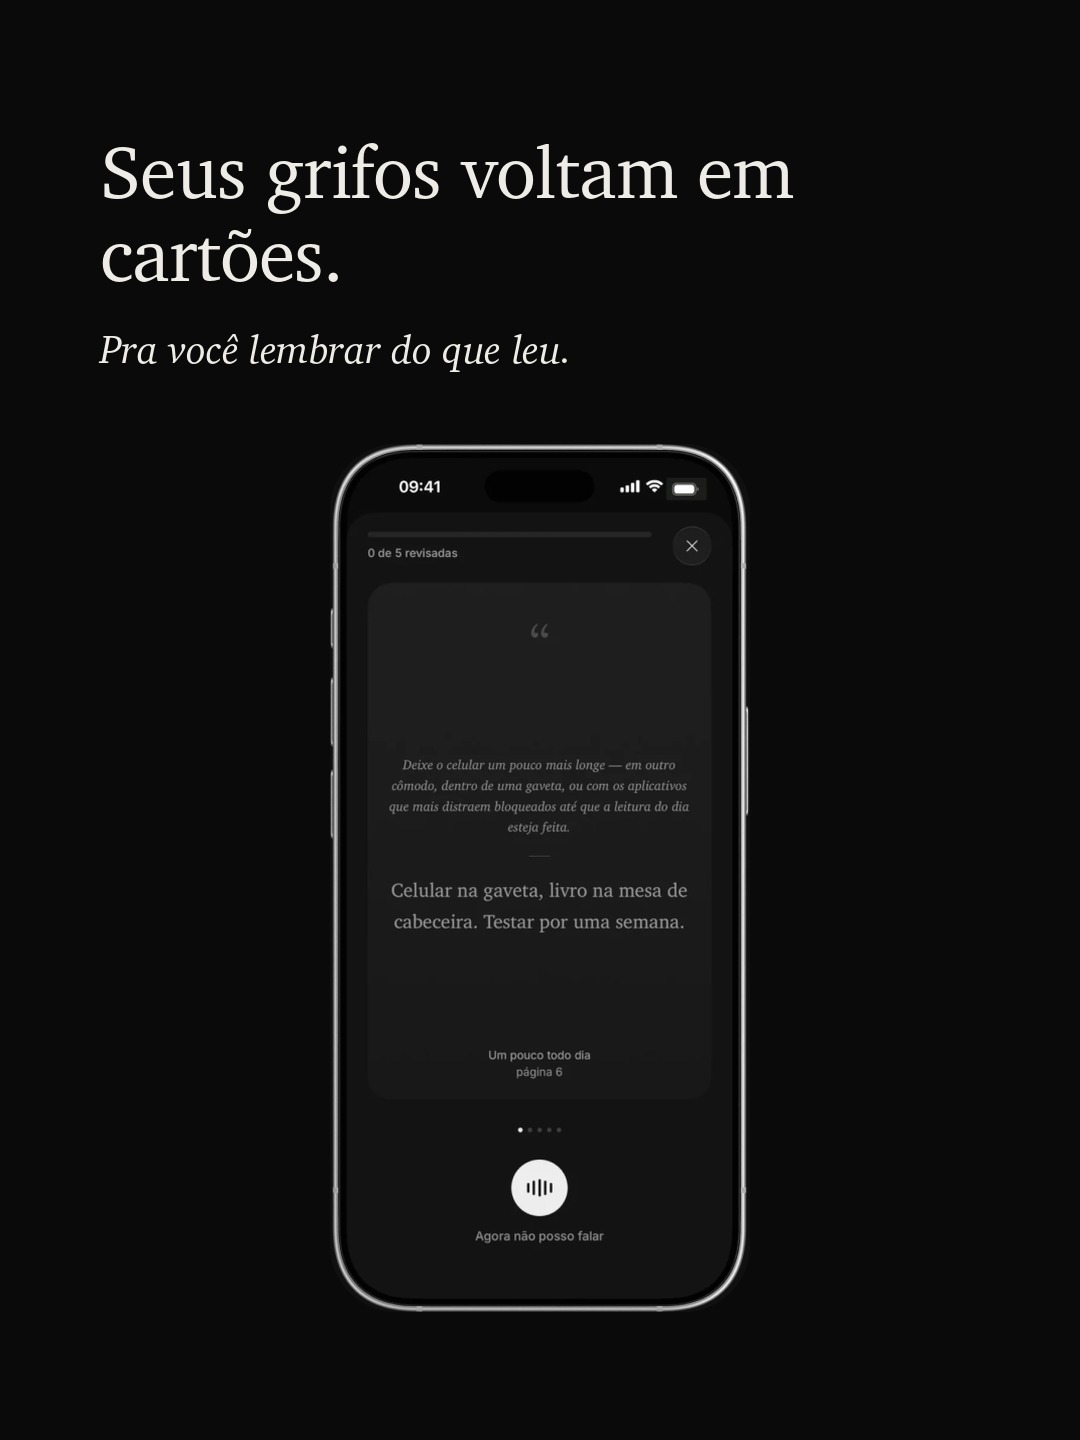 Seus grifos voltam em
cartões.
Pra você lembrar do que leu.
09:41
0 de 5 revisadas
“
Deixe o celular um pouco mais longe — em outro
cômodo, dentro de uma gaveta, ou com os aplicativos
que mais distraem bloqueados até que a leitura do dia
esteja feita.
Celular na gaveta, livro na mesa de
cabeceira. Testar por uma semana.
Um pouco todo dia
página 6
Agora não posso falar